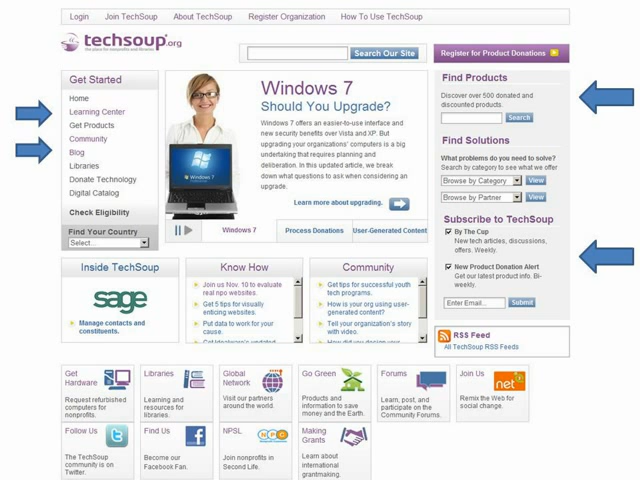 Login Join TechSoup About TechSoup Register Organization How To Use TechSoup
techsoup.org
the place for nonprofits and libraries
Search Our Site
Register for Product Donations
Get Started
Home
Learning Center
Get Products
Community
Blog
Libraries
Donate Technology
Digital Catalog
Check Eligibility
Find Your Country
Select...
Windows 7
Should You Upgrade?
Windows 7 offers an easier-to-use interface and
new security benefits over Vista and XP. But
upgrading your organizations' computers is a big
undertaking that requires planning and
deliberation. In this updated article, we break
down what questions to ask when considering an
upgrade.
Learn more about upgrading.
Windows 7
Windows 7 Process Donations User-Generated Content
Find Products
Discover over 500 donated and
discounted products.
Search
Find Solutions
What problems do you need to solve?
Search by category to see what we offer
Browse by Category View
Browse by Partner View
Subscribe to TechSoup
By The Cup
New tech articles, discussions,
offers. Weekly.
New Product Donation Alert
Get our latest product info. Bi-
weekly.
Enter Email... Submit
RSS Feed
All TechSoup RSS Feeds
Inside TechSoup
sage
Manage contacts and
constituents.
Know How
Join us Nov. 10 to evaluate
real npo websites.
Get 5 tips for visually
enticing websites.
Put data to work for your
cause.
Community
Get tips for successful youth
tech programs.
How is your org using user-
generated content?
Tell your organization's story
with video.
How did you design your
Get
Hardware
Request refurbished
computers for
nonprofits.
Libraries
Learning and
resources for
libraries.
Global
Network
Visit our partners
around the world.
Go Green
Products and
information to save
money and the Earth.
Forums
Learn, post, and
participate on the
Community Forums.
Join Us
net
Remix the Web for
social change.
Follow Us
The TechSoup
community is on
Twitter.
Find Us
Become our
Facebook Fan.
NPSL
NPC
Join nonprofits in
Second Life.
Making
Grants
Learn about
international
grantmaking.